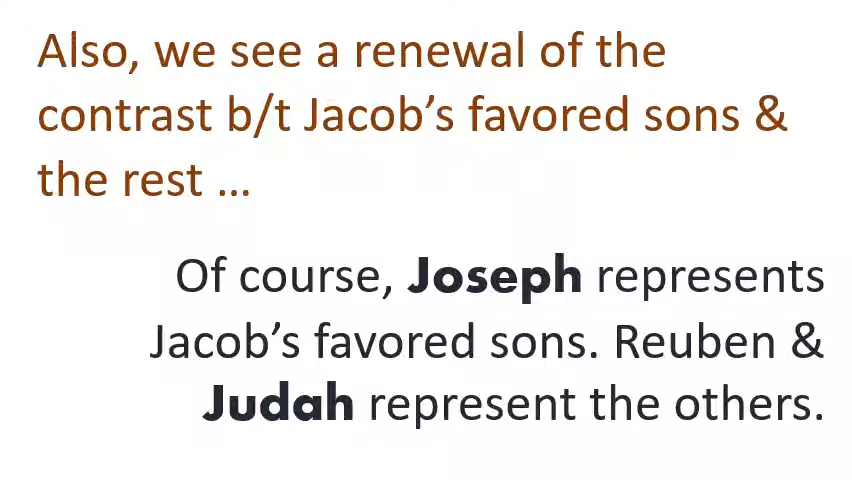 Also, we see a renewal of the
contrast b/t Jacob’s favored sons &
the rest …
Of course, Joseph represents
Jacob’s favored sons. Reuben &
Judah represent the others.